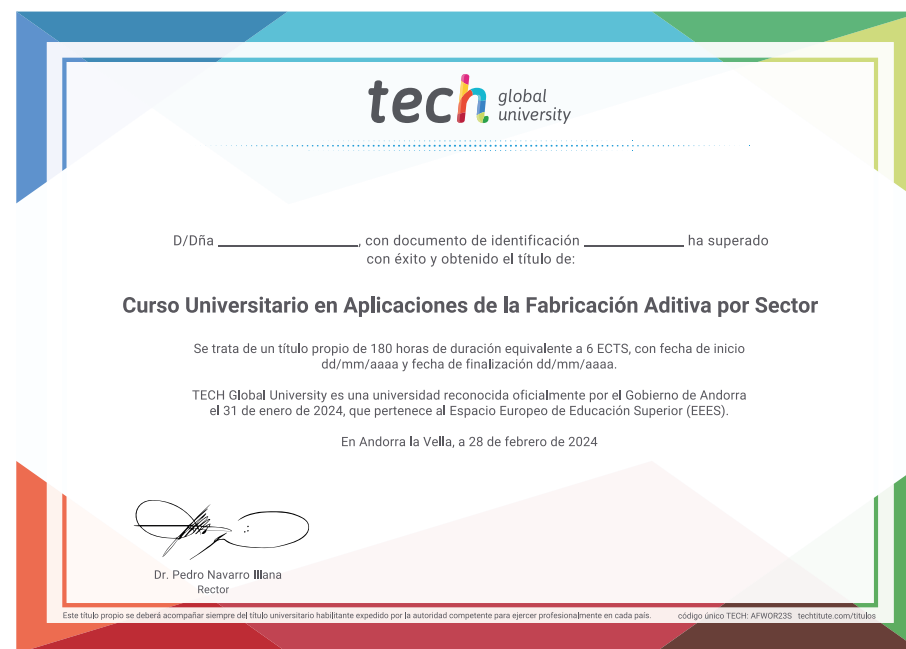 tech global university
D/Dña ____________________, con documento de identificación ______________ ha superado
con éxito y obtenido el título de:
Curso Universitario en Aplicaciones de la Fabricación Aditiva por Sector
Se trata de un título propio de 180 horas de duración equivalente a 6 ECTS, con fecha de inicio
dd/mm/aaaa y fecha de finalización dd/mm/aaaa.
TECH Global University es una universidad reconocida oficialmente por el Gobierno de Andorra
el 31 de enero de 2024, que pertenece al Espacio Europeo de Educación Superior (EEES).
En Andorra la Vella, a 28 de febrero de 2024
Dr. Pedro Navarro Illana
Rector
Este título propio se deberá acompañar siempre del título universitario habilitante expedido por la autoridad competente para ejercer profesionalmente en cada país. código único TECH: AFWOR23S techtitute.com/titulos